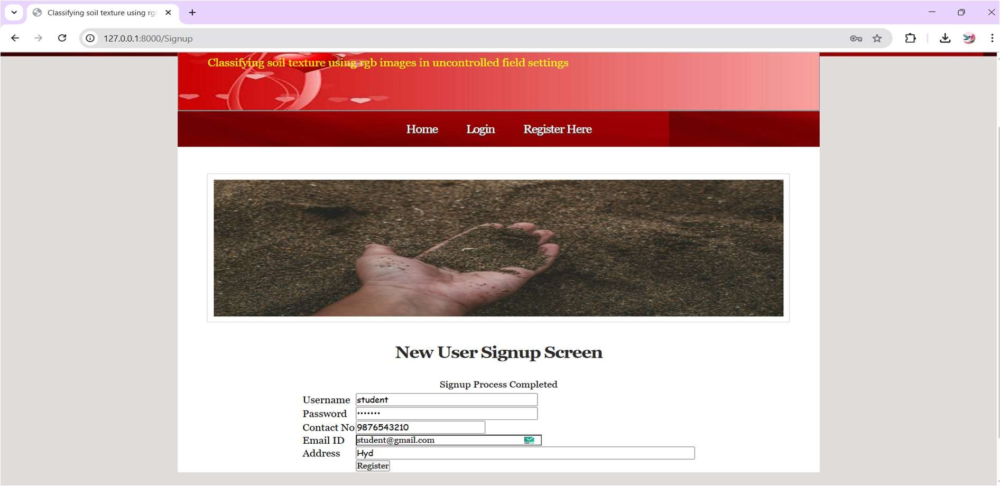 Classifying soil texture using rg
127.0.0.1:8000/Signup
Classifying soil texture using rgb images in uncontrolled field settings
Home Login Register Here
New User Signup Screen
Signup Process Completed
Username student
Password •••••••
Contact No 9876543210
Email ID student@gmail.com
Address Hyd
Register